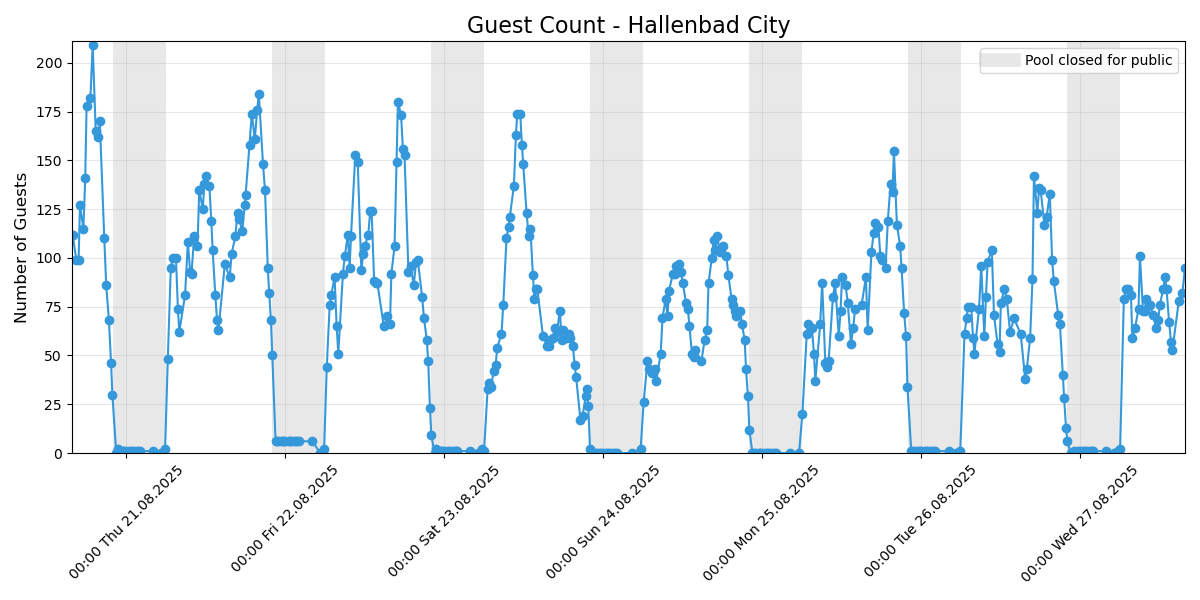 Guest Count - Hallenbad City
Pool closed for public
Number of Guests
200
175
150
125
100
75
50
25
0
00:00 Thu 21.08.2025
00:00 Fri 22.08.2025
00:00 Sat 23.08.2025
00:00 Sun 24.08.2025
00:00 Mon 25.08.2025
00:00 Tue 26.08.2025
00:00 Wed 27.08.2025